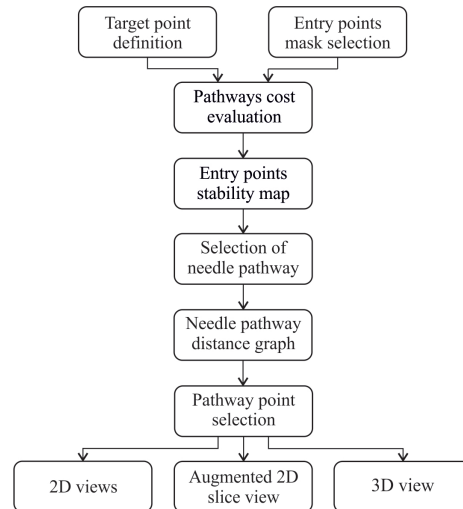 Target point
definition
Entry points
mask selection
Pathways cost
evaluation
Entry points
stability map
Selection of
needle pathway
Needle pathway
distance graph
Pathway point
selection
2D views
Augmented 2D
slice view
3D view